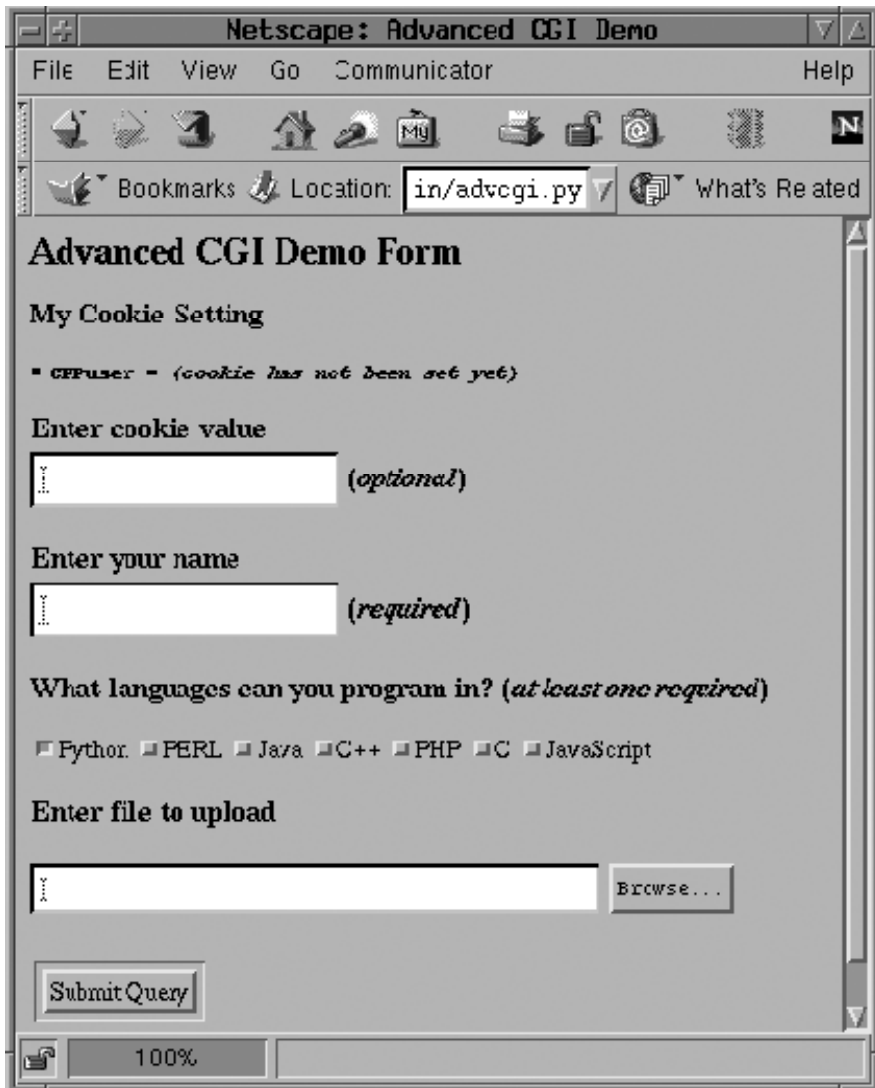 Netscape: Advanced CGI Demo
File Edit View Go Communicator Help
My N
Bookmarks Location: in/advcgi.py What's Related
Advanced CGI Demo Form
My Cookie Setting
CPPuser = (cookie has not been set yet)
Enter cookie value
(optional)
Enter your name
(required)
What languages can you program in? (at least one required)
Python PERL Java C++ PHP C JavaScript
Enter file to upload
Browse...
Submit Query
100%